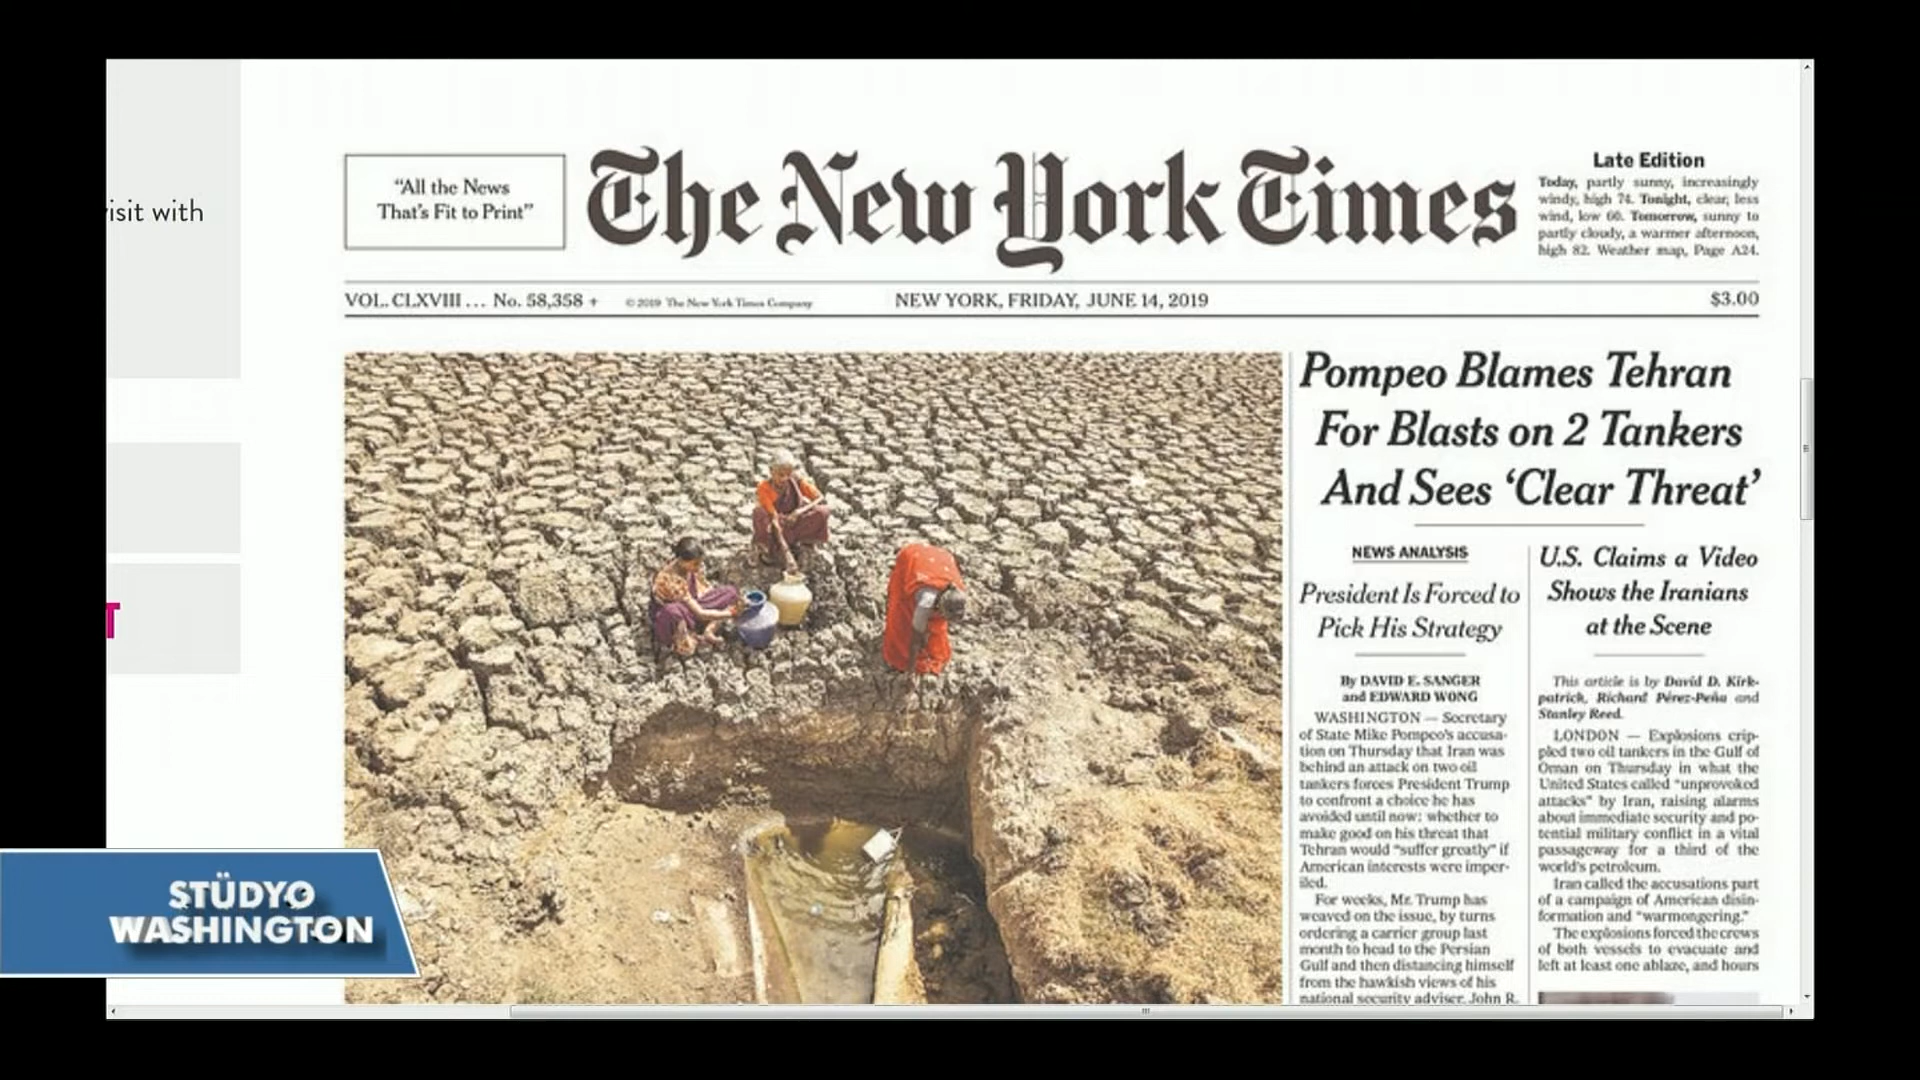 visit with
T
“All the News
That’s Fit to Print”
The New York Times
Late Edition
Today, partly sunny, increasingly
windy, high 74. Tonight, clear, less
wind, low 60. Tomorrow, sunny to
partly cloudy, a warmer afternoon,
high 82. Weather map, Page A24.
VOL. CLXVIII . . . No. 58,358 +
© 2019 The New York Times Company
NEW YORK, FRIDAY, JUNE 14, 2019
$3.00
Pompeo Blames Tehran
For Blasts on 2 Tankers
And Sees ‘Clear Threat’
NEWS ANALYSIS
President Is Forced to
Pick His Strategy
By DAVID E. SANGER
and EDWARD WONG
WASHINGTON — Secretary
of State Mike Pompeo’s accusa-
tion on Thursday that Iran was
behind an attack on two oil
tankers forces President Trump
to confront a choice he has
avoided until now: whether to
make good on his threat that
Tehran would “suffer greatly” if
American interests were imper-
iled.
For weeks, Mr. Trump has
weaved on the issue, by turns
ordering a carrier group last
month to head to the Persian
Gulf and then distancing himself
from the hawkish views of his
national security adviser, John R.
U.S. Claims a Video
Shows the Iranians
at the Scene
This article is by David D. Kirk-
patrick, Richard Pérez-Peña and
Stanley Reed.
LONDON — Explosions crip-
pled two oil tankers in the Gulf of
Oman on Thursday in what the
United States called “unprovoked
attacks” by Iran, raising alarms
about immediate security and po-
tential military conflict in a vital
passageway for a third of the
world’s petroleum.
Iran called the accusations part
of a campaign of American disin-
formation and “warmongering.”
The explosions forced the crews
of both vessels to evacuate and
left at least one ablaze, and hours
STÜDYO
WASHINGTON